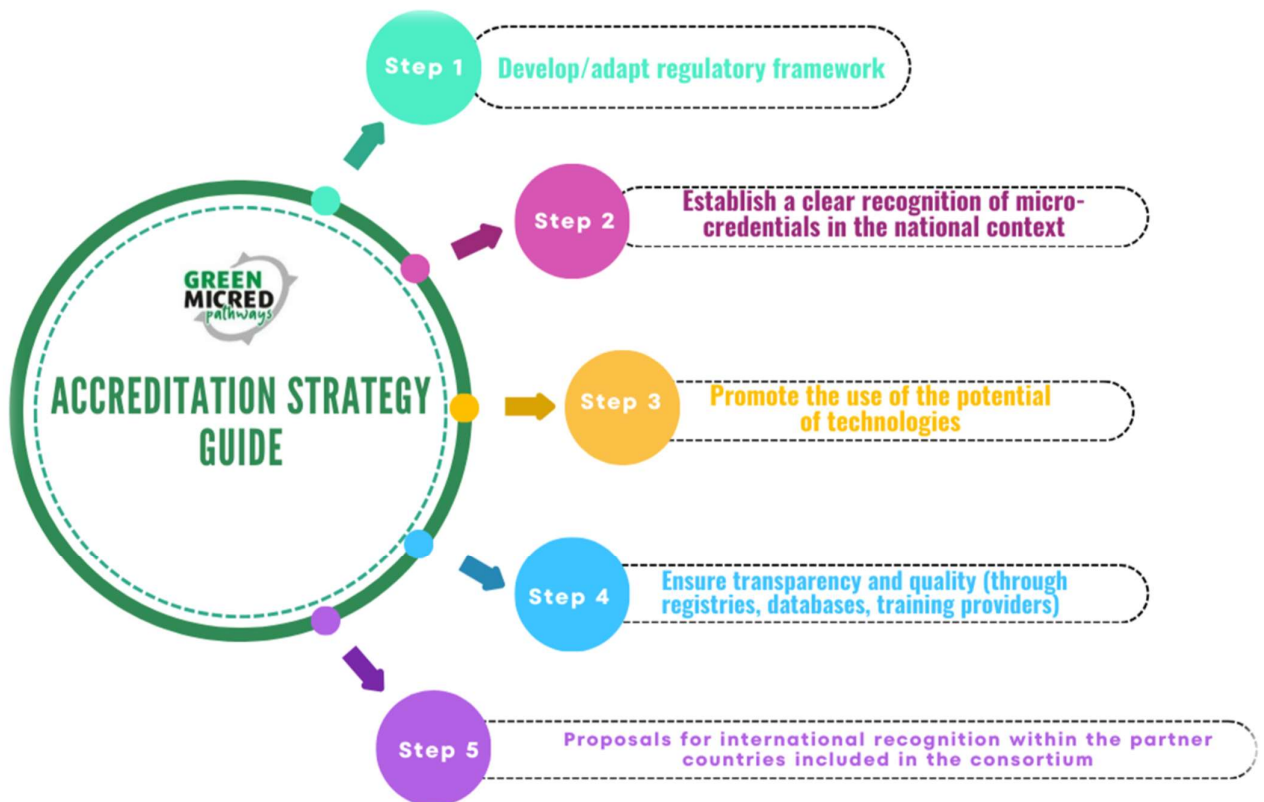 Step 1
Develop/adapt regulatory framework
Step 2
Establish a clear recognition of micro-
credentials in the national context
GREEN
MICRED
pathways
ACCREDITATION STRATEGY
GUIDE
Step 3
Promote the use of the potential
of technologies
Step 4
Ensure transparency and quality (through
registries, databases, training providers)
Step 5
Proposals for international recognition within the partner
countries included in the consortium